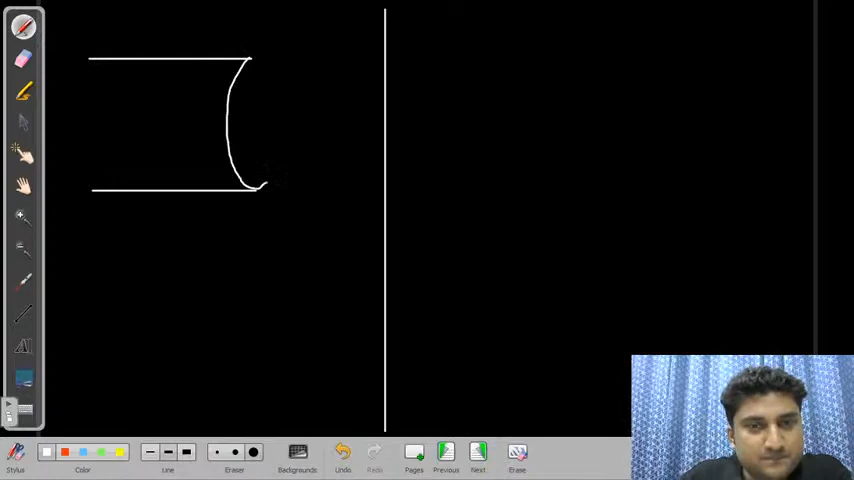 Stylus
Color
Line
Eraser
Backgrounds
Undo
Redo
Pages
Previous
Next
Erase